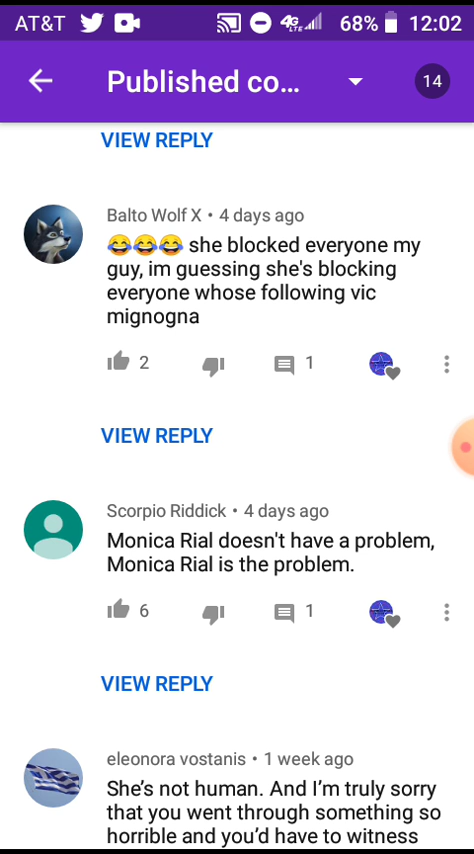 AT&T 4G LTE 68% 12:02
Published co... 14
VIEW REPLY
Balto Wolf X • 4 days ago
😂😂😂 she blocked everyone my
guy, im guessing she's blocking
everyone whose following vic
mignogna
2 1
VIEW REPLY
Scorpio Riddick • 4 days ago
Monica Rial doesn't have a problem,
Monica Rial is the problem.
6 1
VIEW REPLY
eleonora vostanis • 1 week ago
She's not human. And I'm truly sorry
that you went through something so
horrible and you'd have to witness